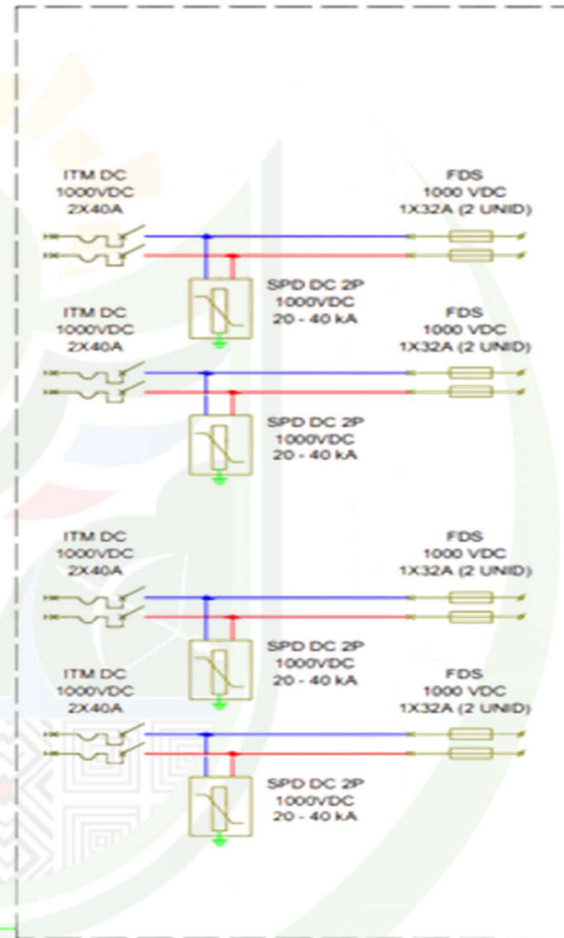 ITM DC
1000VDC
2X40A
FDS
1000 VDC
1X32A (2 UNID)
SPD DC 2P
1000VDC
20 - 40 kA
ITM DC
1000VDC
2X40A
FDS
1000 VDC
1X32A (2 UNID)
SPD DC 2P
1000VDC
20 - 40 kA
ITM DC
1000VDC
2X40A
FDS
1000 VDC
1X32A (2 UNID)
SPD DC 2P
1000VDC
20 - 40 kA
ITM DC
1000VDC
2X40A
FDS
1000 VDC
1X32A (2 UNID)
SPD DC 2P
1000VDC
20 - 40 kA